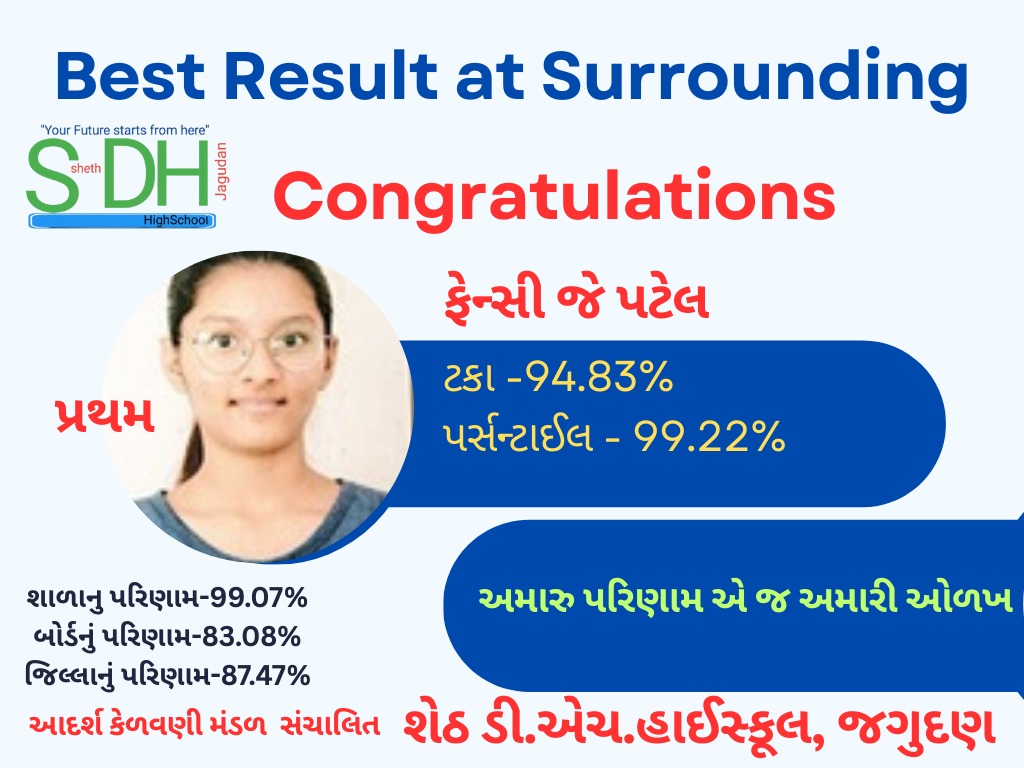 Best Result at Surrounding
"Your Future starts from here"
S sheth DH Jagudan
HighSchool
Congratulations
ફેન્સી જે પટેલ
ટકા -94.83%
પર્સન્ટાઈલ - 99.22%
પ્રથમ
અમારુ પરિણામ એ જ અમારી ઓળખ
શાળાનુ પરિણામ-99.07%
બોર્ડનું પરિણામ-83.08%
જિલ્લાનું પરિણામ-87.47%
આદર્શ કેળવણી મંડળ સંચાલિત
શેઠ ડી.એચ.હાઈસ્કૂલ, જગુદણ